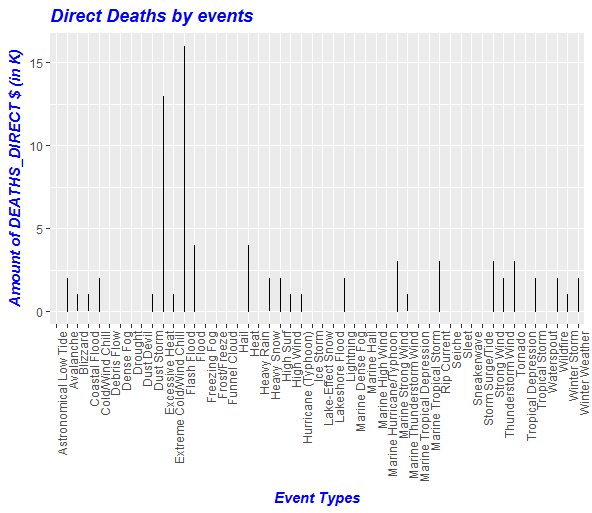 Direct Deaths by events
Amount of DEATHS_DIRECT $ (in K)
15
10
5
0
Astronomical Low Tide
Avalanche
Blizzard
Coastal Flood
Cold/Wind Chill
Debris Flow
Dense Fog
Drought
Dust Devil
Dust Storm
Excessive Heat
Extreme Cold/Wind Chill
Flash Flood
Flood
Freezing Fog
Frost/Freeze
Funnel Cloud
Hail
Heat
Heavy Rain
Heavy Snow
High Surf
High Wind
Hurricane (Typhoon)
Ice Storm
Lake-Effect Snow
Lakeshore Flood
Lightning
Marine Dense Fog
Marine Hail
Marine High Wind
Marine Hurricane/Typhoon
Marine Strong Wind
Marine Thunderstorm Wind
Marine Tropical Depression
Marine Tropical Storm
Rip Current
Seiche
Sleet
Sneakerwave
Storm Surge/Tide
Strong Wind
Thunderstorm Wind
Tornado
Tropical Depression
Tropical Storm
Waterspout
Wildfire
Winter Storm
Winter Weather
Event Types